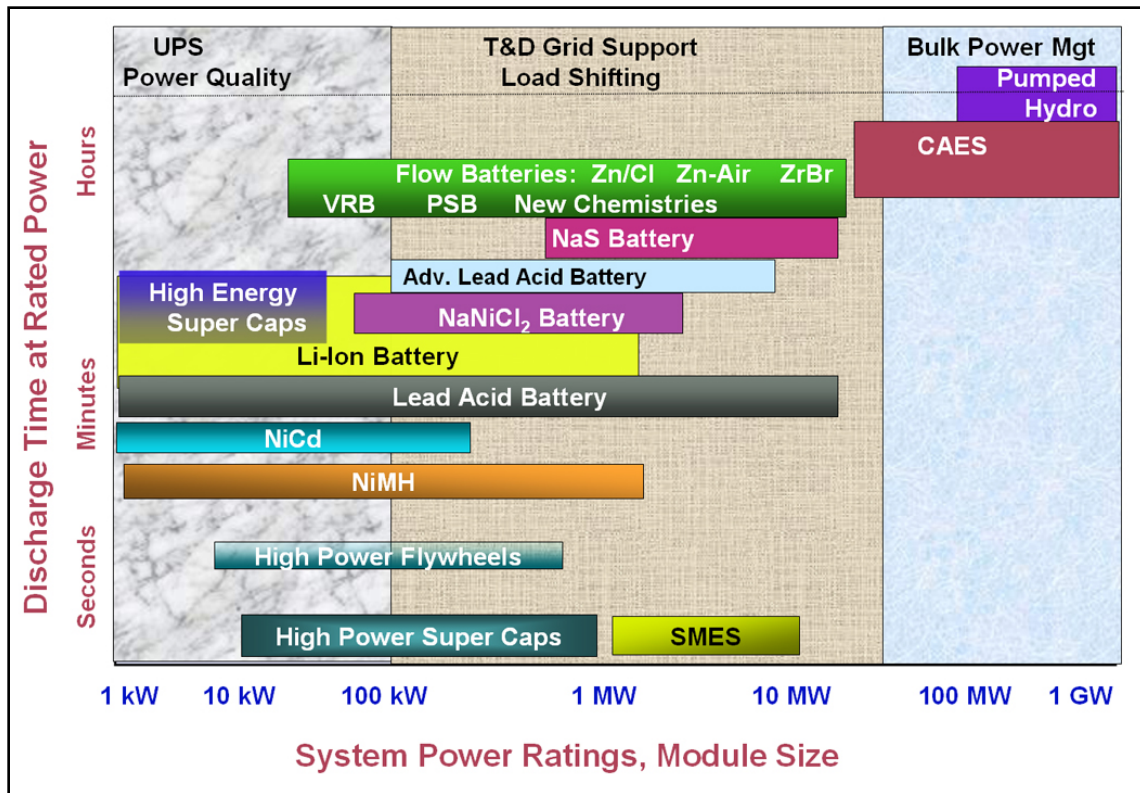 UPS
Power Quality
T&D Grid Support
Load Shifting
Bulk Power Mgt
Pumped
Hydro
CAES
Flow Batteries: Zn/Cl Zn-Air ZrBr
VRB PSB New Chemistries
NaS Battery
Adv. Lead Acid Battery
High Energy
Super Caps
NaNiCl₂ Battery
Li-Ion Battery
Lead Acid Battery
NiCd
NiMH
High Power Flywheels
High Power Super Caps
SMES
Discharge Time at Rated Power
Hours
Minutes
Seconds
1 kW 10 kW 100 kW 1 MW 10 MW 100 MW 1 GW
System Power Ratings, Module Size